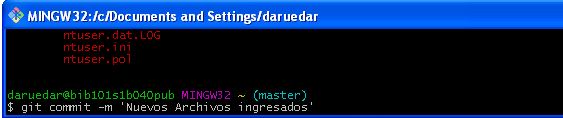 MINGW32:/c/Documents and Settings/daruedar
ntuser.dat.LOG
ntuser.ini
ntuser.pol
daruedar@bib101s1b040pub MINGW32 ~ (master)
$ git commit -m 'Nuevos Archivos ingresados'